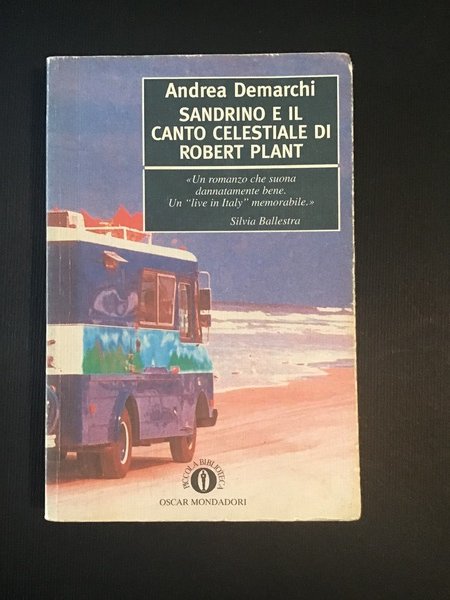 Andrea Demarchi
SANDRINO E IL
CANTO CELESTIALE DI
ROBERT PLANT
«Un romanzo che suona
dannatamente bene.
Un “live in Italy” memorabile.»
Silvia Ballestra
PICCOLA BIBLIOTECA
OSCAR MONDADORI